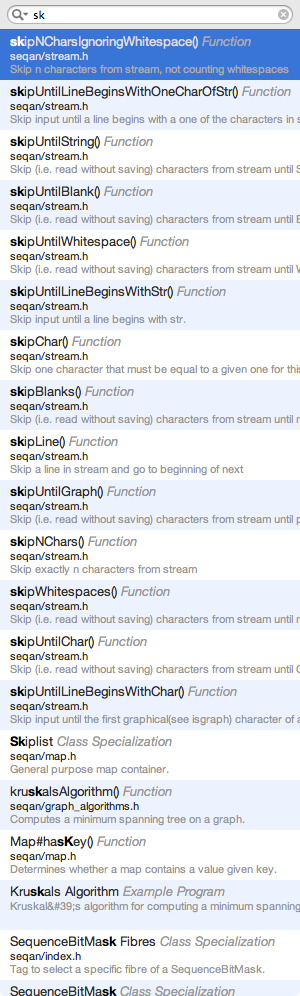 sk
skipNCharsIgnoringWhitespace() Function
seqan/stream.h
Skip n characters from stream, not counting whitespaces
skipUntilLineBeginsWithOneCharOfStr() Function
seqan/stream.h
Skip input until a line begins with a one of the characters in s
skipUntilString() Function
seqan/stream.h
Skip (i.e. read without saving) characters from stream until S
skipUntilBlank() Function
seqan/stream.h
Skip (i.e. read without saving) characters from stream until B
skipUntilWhitespace() Function
seqan/stream.h
Skip (i.e. read without saving) characters from stream until W
skipUntilLineBeginsWithStr() Function
seqan/stream.h
Skip input until a line begins with str.
skipChar() Function
seqan/stream.h
Skip one character that must be equal to a given one for this
skipBlanks() Function
seqan/stream.h
Skip (i.e. read without saving) characters from stream until n
skipLine() Function
seqan/stream.h
Skip a line in stream and go to beginning of next
skipUntilGraph() Function
seqan/stream.h
Skip (i.e. read without saving) characters from stream until p
skipNChars() Function
seqan/stream.h
Skip exactly n characters from stream
skipWhitespaces() Function
seqan/stream.h
Skip (i.e. read without saving) characters from stream until n
skipUntilChar() Function
seqan/stream.h
Skip (i.e. read without saving) characters from stream until C
skipUntilLineBeginsWithChar() Function
seqan/stream.h
Skip input until the first graphical(see isgraph) character of a
Skiplist Class Specialization
seqan/map.h
General purpose map container.
kruskalsAlgorithm() Function
seqan/graph_algorithms.h
Computes a minimum spanning tree on a graph.
Map#hasKey() Function
seqan/map.h
Determines whether a map contains a value given key.
Kruskals Algorithm Example Program
Kruskal&#39;s algorithm for computing a minimum spanning
SequenceBitMask Fibres Class Specialization
seqan/index.h
Tag to select a specific fibre of a SequenceBitMask.
SequenceBitMask Class Specialization